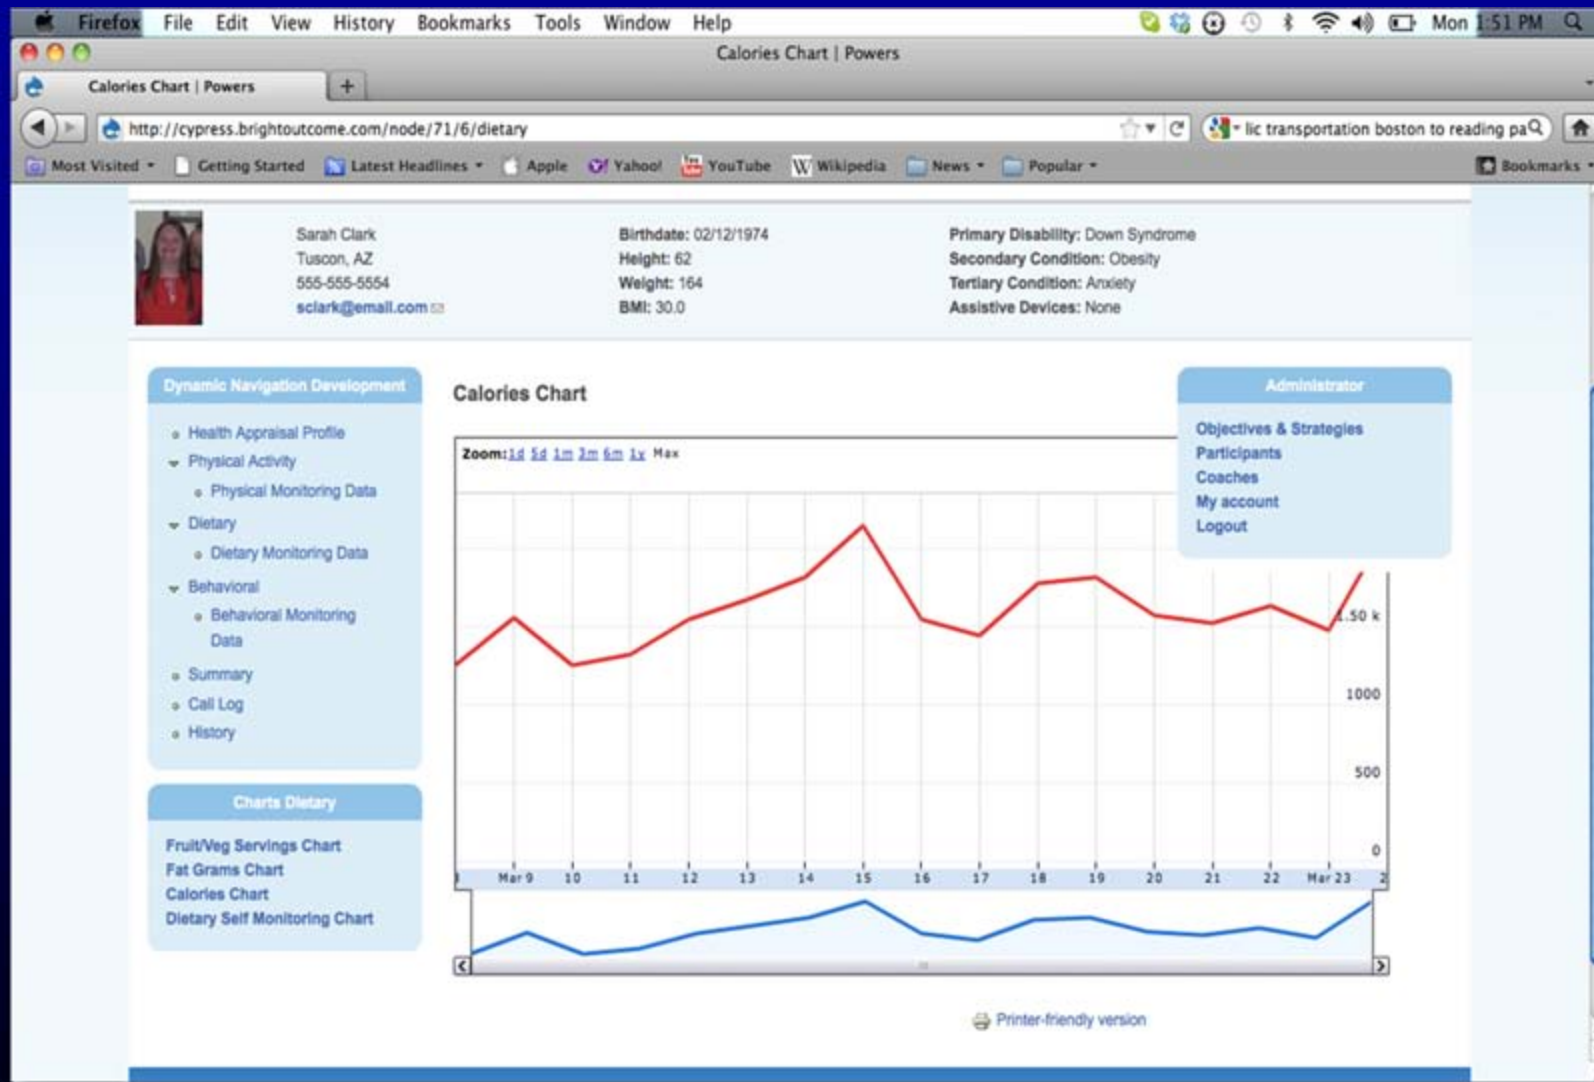 Firefox File Edit View History Bookmarks Tools Window Help Mon 1:51 PM
Calories Chart | Powers
Calories Chart | Powers +
http://cypress.brightoutcome.com/node/71/6/dietary lic transportation boston to reading pa
Most Visited Getting Started Latest Headlines Apple Yahoo! YouTube Wikipedia News Popular Bookmarks
Sarah Clark
Tuscon, AZ
555-555-5554
sclark@email.com
Birthdate: 02/12/1974
Height: 62
Weight: 164
BMI: 30.0
Primary Disability: Down Syndrome
Secondary Condition: Obesity
Tertiary Condition: Anxiety
Assistive Devices: None
Dynamic Navigation Development
Health Appraisal Profile
Physical Activity
Physical Monitoring Data
Dietary
Dietary Monitoring Data
Behavioral
Behavioral Monitoring
Data
Summary
Call Log
History
Charts Dietary
Fruit/Veg Servings Chart
Fat Grams Chart
Calories Chart
Dietary Self Monitoring Chart
Calories Chart
Zoom: 1d 5d 1m 3m 6m 1y Max
1.50 k
1000
500
0
Mar 9 10 11 12 13 14 15 16 17 18 19 20 21 22 Mar 23 2
Administrator
Objectives & Strategies
Participants
Coaches
My account
Logout
Printer-friendly version